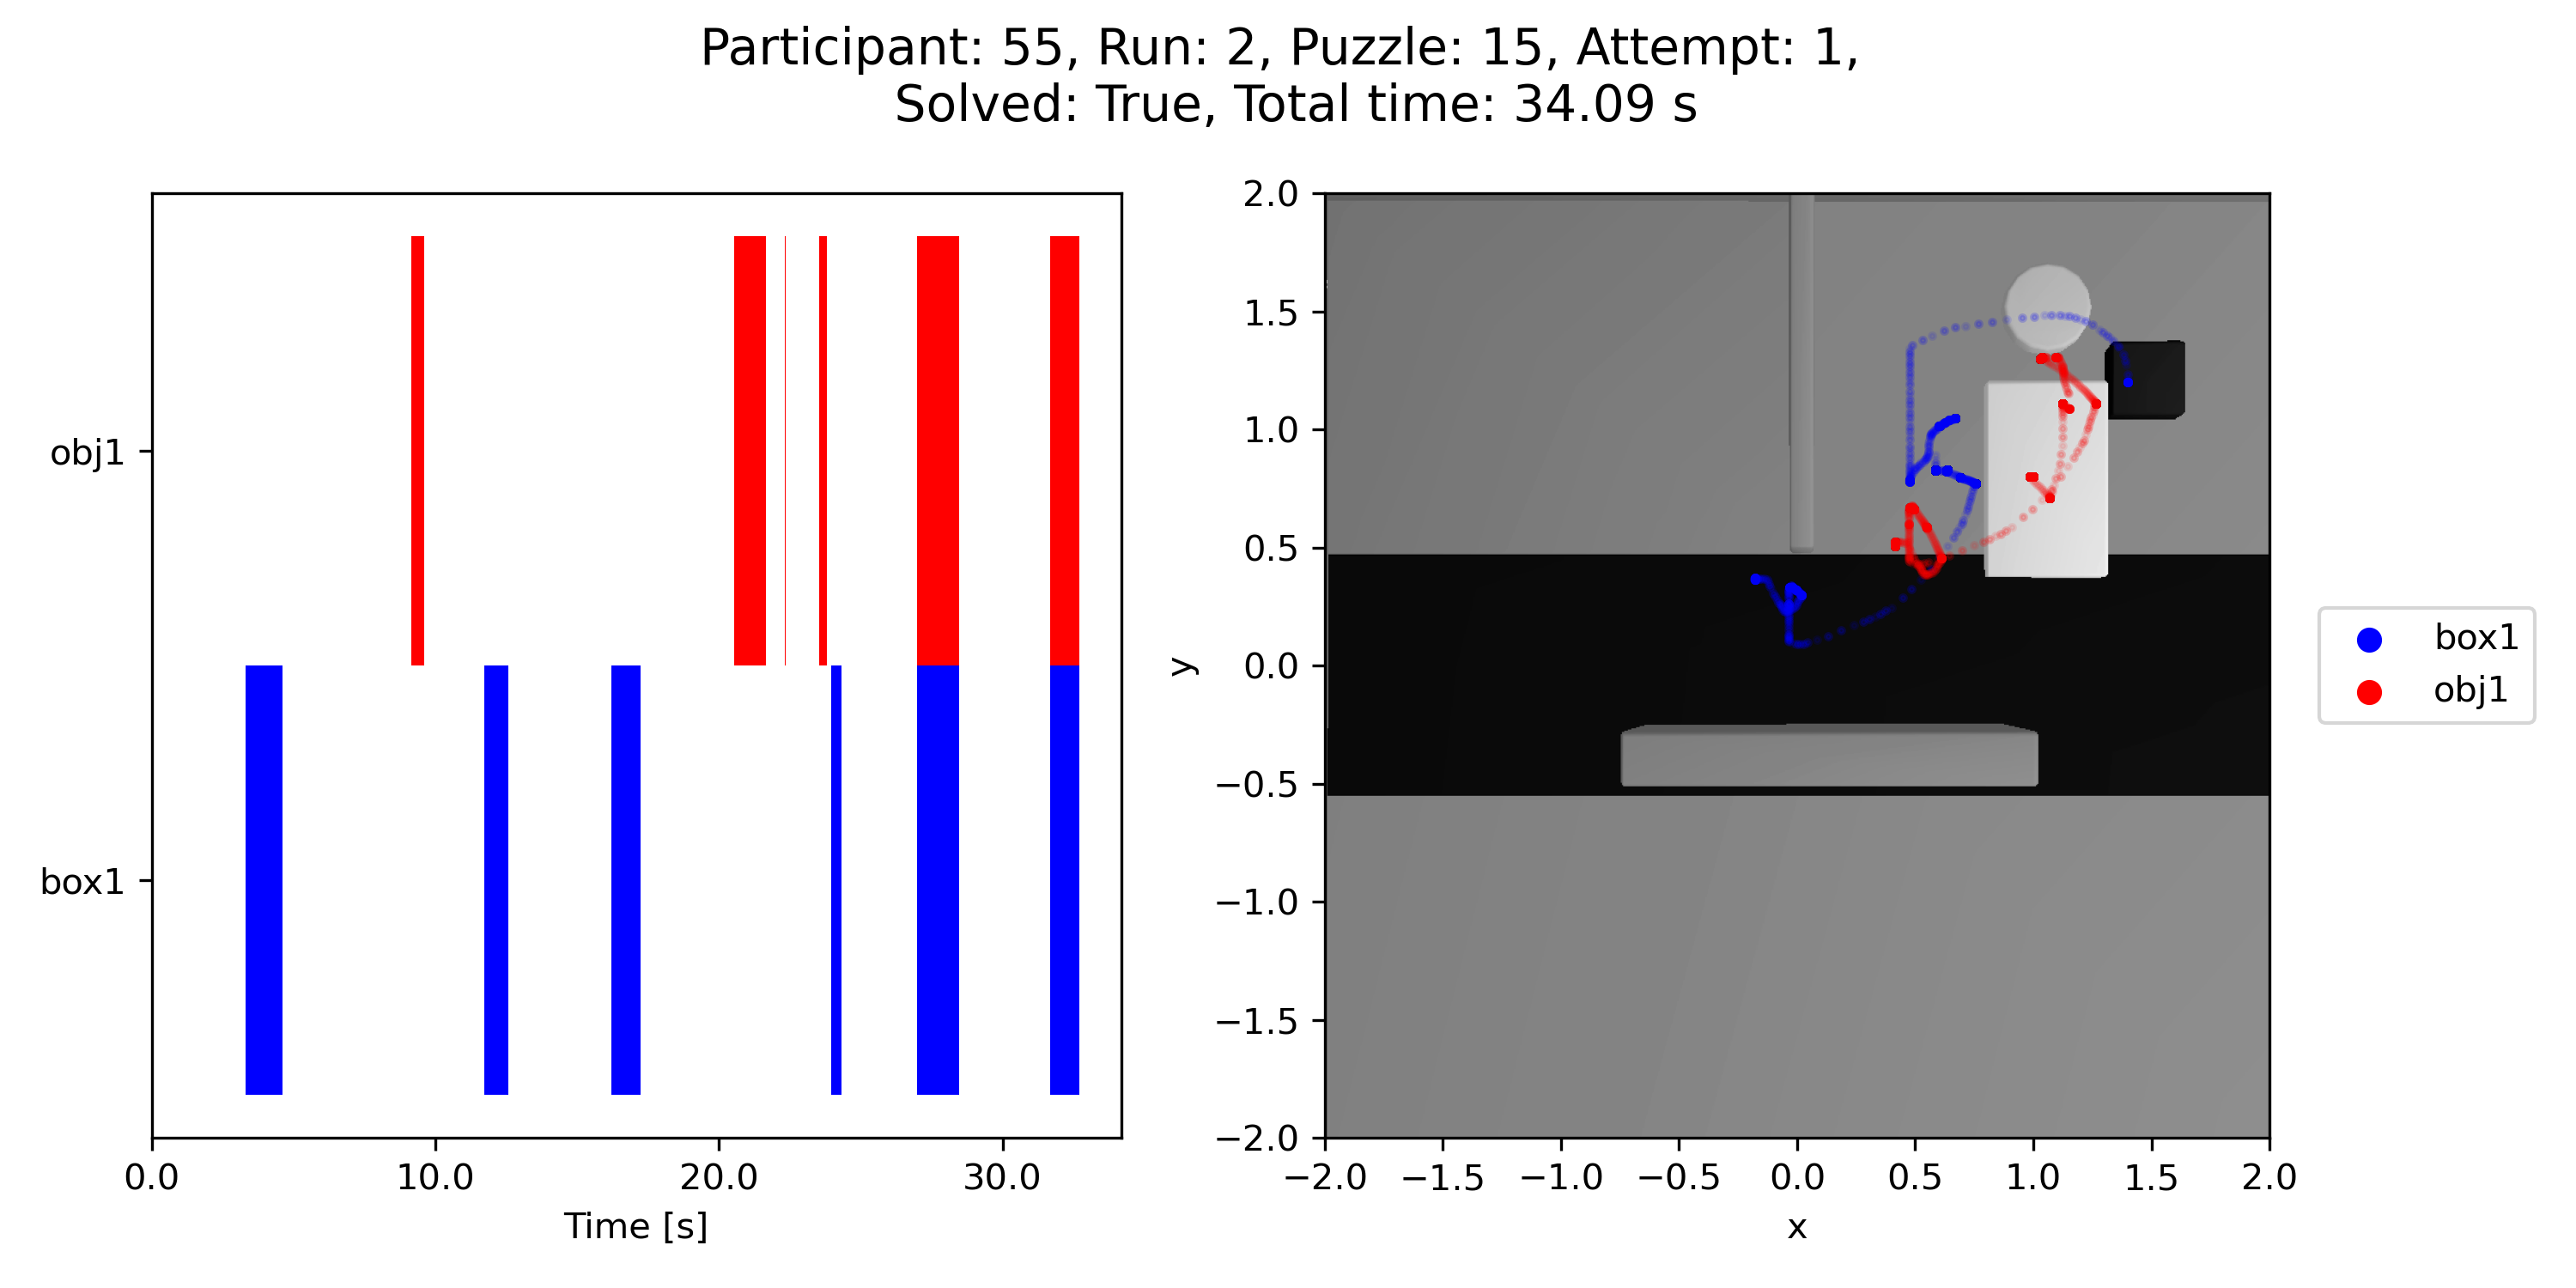 Participant: 55, Run: 2, Puzzle: 15, Attempt: 1,
Solved: True, Total time: 34.09 s
obj1
box1
0.0 10.0 20.0 30.0
Time [s]
2.0
1.5
1.0
0.5
0.0
−0.5
−1.0
−1.5
−2.0
y
−2.0 −1.5 −1.0 −0.5 0.0 0.5 1.0 1.5 2.0
x
box1
obj1